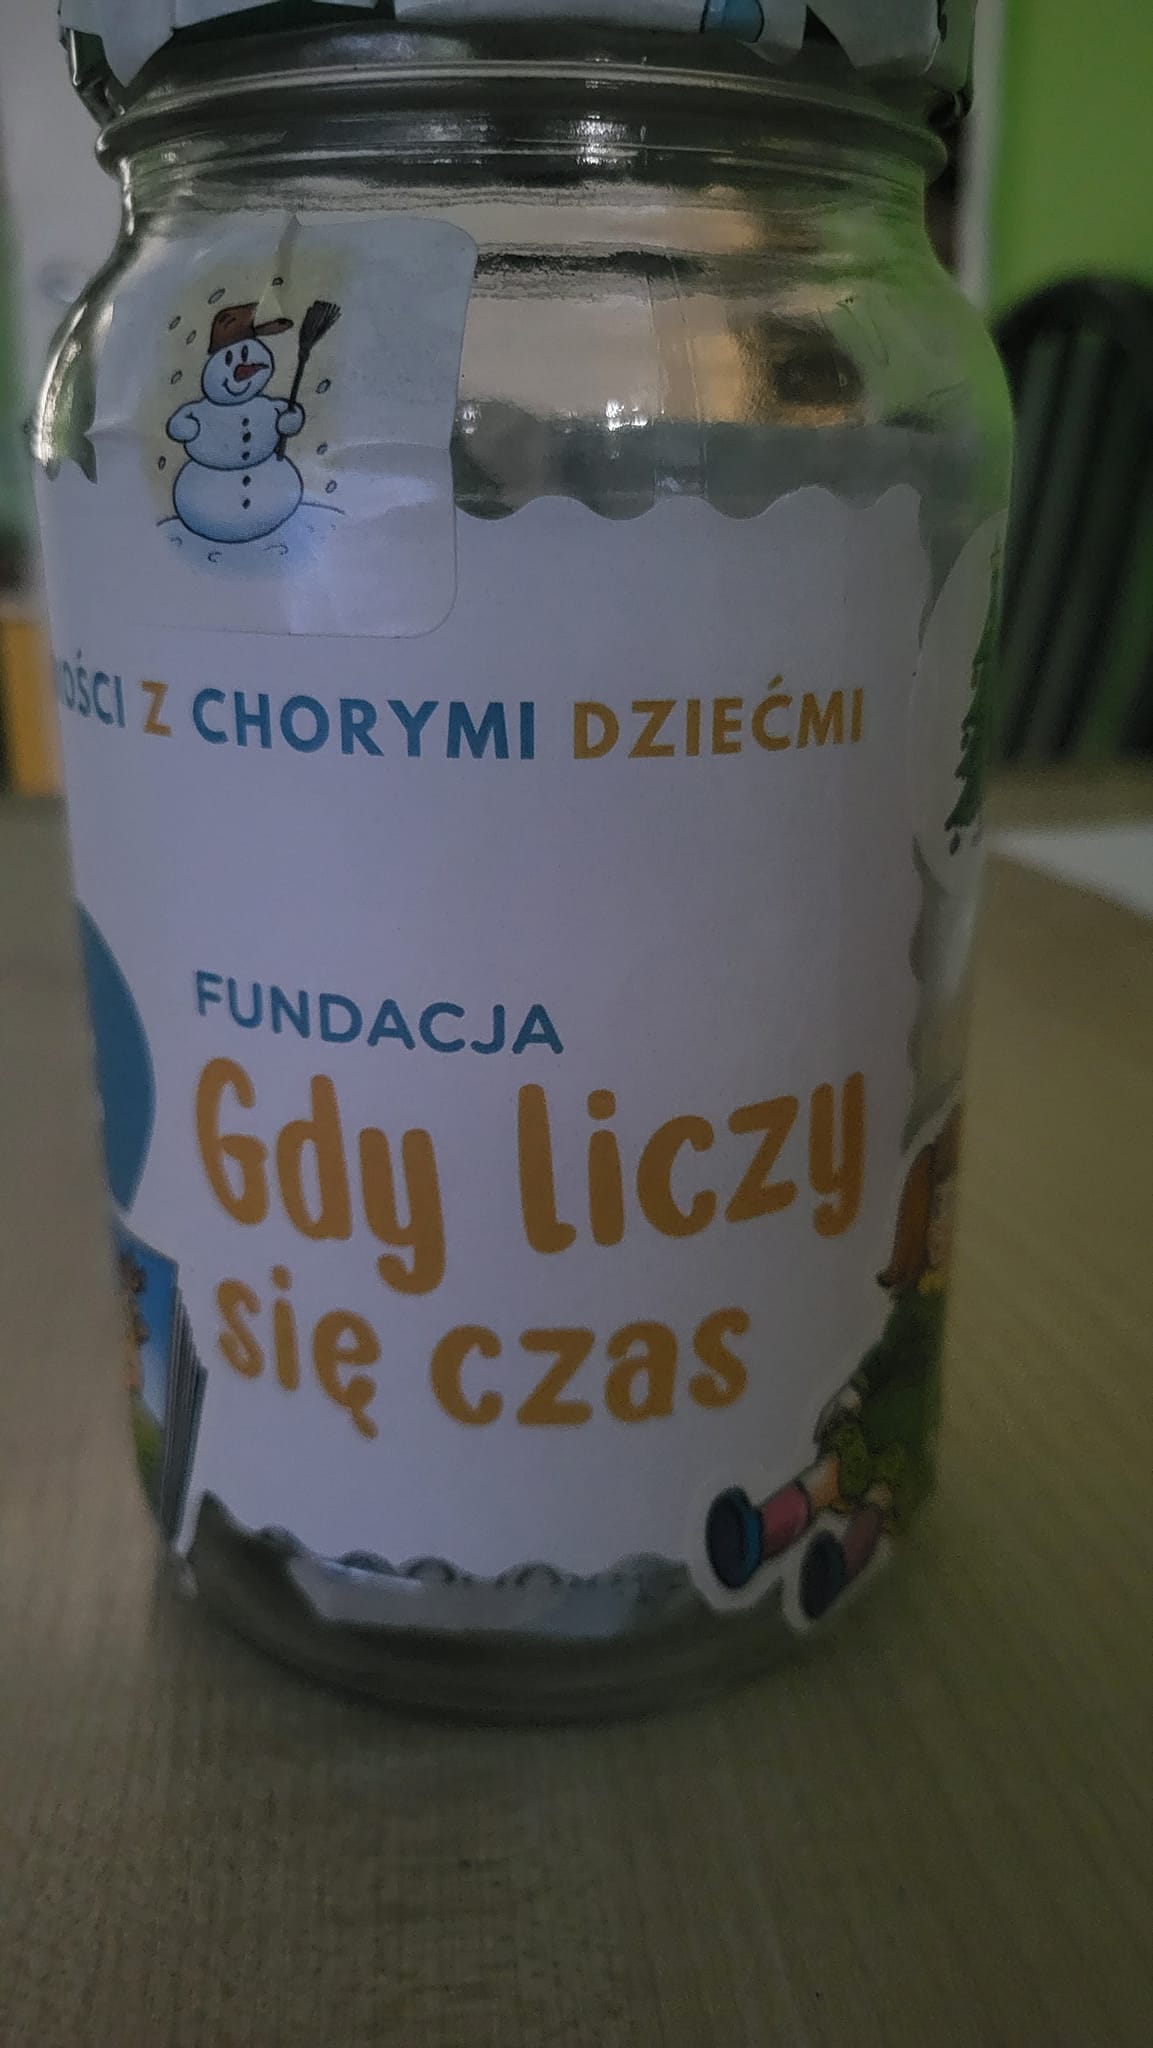 Z CHORYMI DZIEĆMI
FUNDACJA
Gdy liczy
się czas